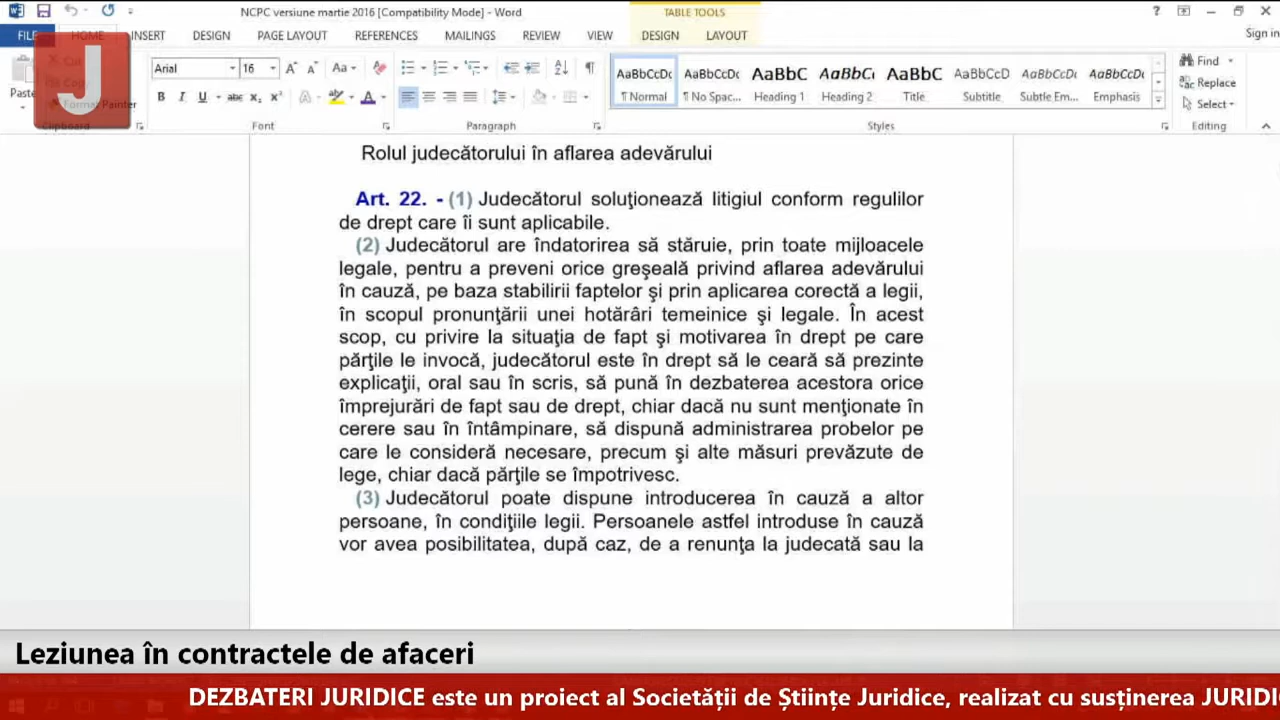 NCPC versiune martie 2016 [Compatibility Mode] - Word
TABLE TOOLS
FILE HOME INSERT DESIGN PAGE LAYOUT REFERENCES MAILINGS REVIEW VIEW DESIGN LAYOUT Sign in
J
Paste
Cut
Copy
Format Painter
Clipboard
Arial 16
Font
Paragraph
AaBbCcDc AaBbCcDc AaBbC AaBbCi AaBbC AaBbCcD AaBbCcDi AaBbCcDi
¶ Normal ¶ No Spac... Heading 1 Heading 2 Title Subtitle Subtle Em... Emphasis
Styles
Find
Replace
Select
Editing
Rolul judecătorului în aflarea adevărului
Art. 22. - (1) Judecătorul soluţionează litigiul conform regulilor
de drept care îi sunt aplicabile.
(2) Judecătorul are îndatorirea să stăruie, prin toate mijloacele
legale, pentru a preveni orice greşeală privind aflarea adevărului
în cauză, pe baza stabilirii faptelor şi prin aplicarea corectă a legii,
în scopul pronunţării unei hotărâri temeinice şi legale. În acest
scop, cu privire la situaţia de fapt şi motivarea în drept pe care
părţile le invocă, judecătorul este în drept să le ceară să prezinte
explicaţii, oral sau în scris, să pună în dezbaterea acestora orice
împrejurări de fapt sau de drept, chiar dacă nu sunt menţionate în
cerere sau în întâmpinare, să dispună administrarea probelor pe
care le consideră necesare, precum şi alte măsuri prevăzute de
lege, chiar dacă părţile se împotrivesc.
(3) Judecătorul poate dispune introducerea în cauză a altor
persoane, în condiţiile legii. Persoanele astfel introduse în cauză
vor avea posibilitatea, după caz, de a renunţa la judecată sau la
Leziunea în contractele de afaceri
DEZBATERI JURIDICE este un proiect al Societății de Științe Juridice, realizat cu susținerea JURIDI